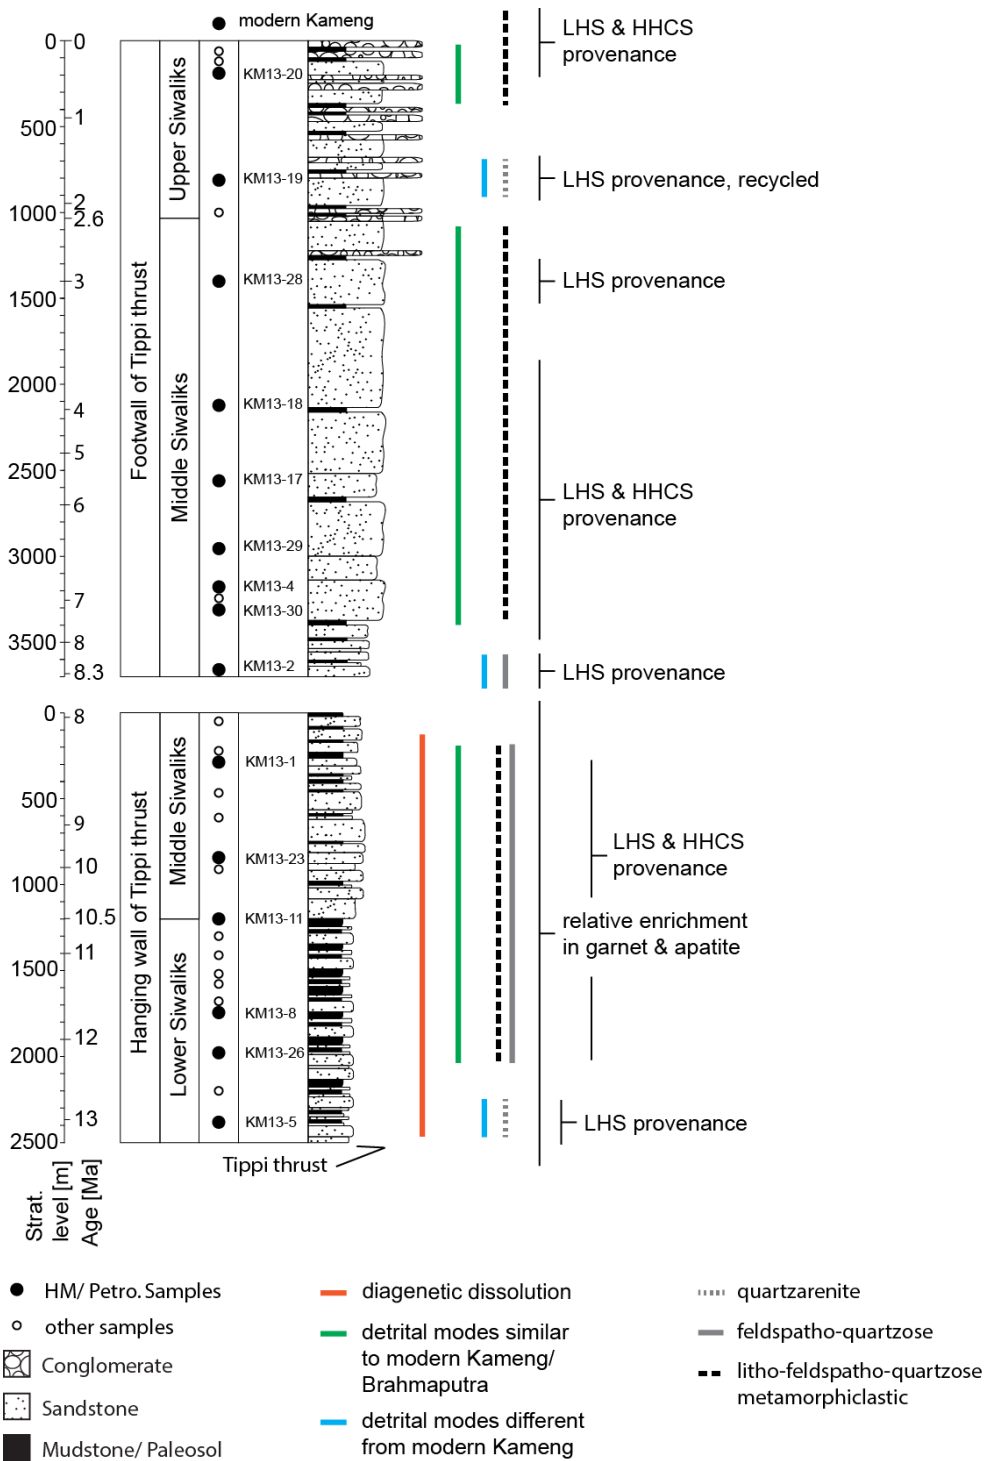 modern Kameng
0
0
KM13-20
1
500
KM13-19
2
1000
2.6
KM13-28
3
1500
2000
KM13-18
4
5
KM13-17
2500
6
KM13-29
3000
KM13-4
7
KM13-30
3500
8
KM13-2
8.3
Upper Siwaliks
Middle Siwaliks
Footwall of Tippi thrust
LHS & HHCS
provenance
LHS provenance, recycled
LHS provenance
LHS & HHCS
provenance
LHS provenance
0
8
KM13-1
500
9
KM13-23
10
1000
10.5
KM13-11
11
1500
KM13-8
12
2000
KM13-26
13
KM13-5
2500
Middle Siwaliks
Lower Siwaliks
Hanging wall of Tippi thrust
LHS & HHCS
provenance
relative enrichment
in garnet & apatite
LHS provenance
Tippi thrust
Strat.
level [m]
Age [Ma]
HM/ Petro. Samples
other samples
Conglomerate
Sandstone
Mudstone/ Paleosol
diagenetic dissolution
detrital modes similar
to modern Kameng/
Brahmaputra
detrital modes different
from modern Kameng
quartzarenite
feldspatho-quartzose
litho-feldspatho-quartzose
metamorphiclastic